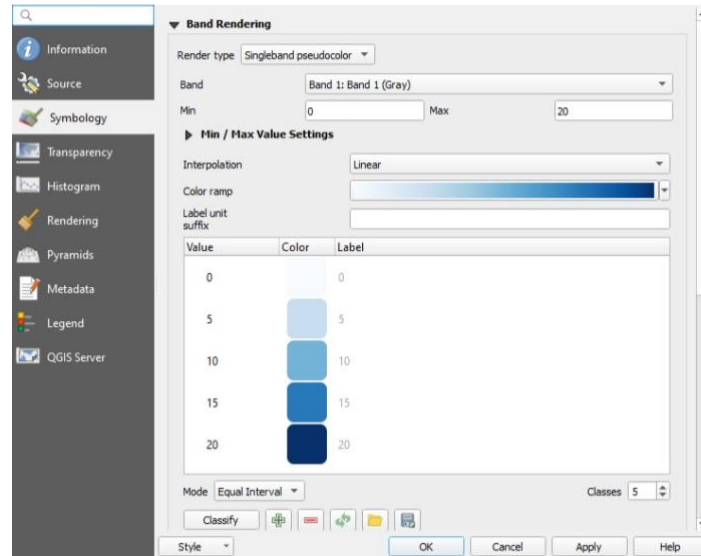 Information
Source
Symbology
Transparency
Histogram
Rendering
Pyramids
Metadata
Legend
QGIS Server
Band Rendering
Render type Singleband pseudocolor
Band Band 1: Band 1 (Gray)
Min 0 Max 20
Min / Max Value Settings
Interpolation Linear
Color ramp
Label unit
suffix
Value Color Label
0 0
5 5
10 10
15 15
20 20
Mode Equal Interval Classes 5
Classify
Style OK Cancel Apply Help